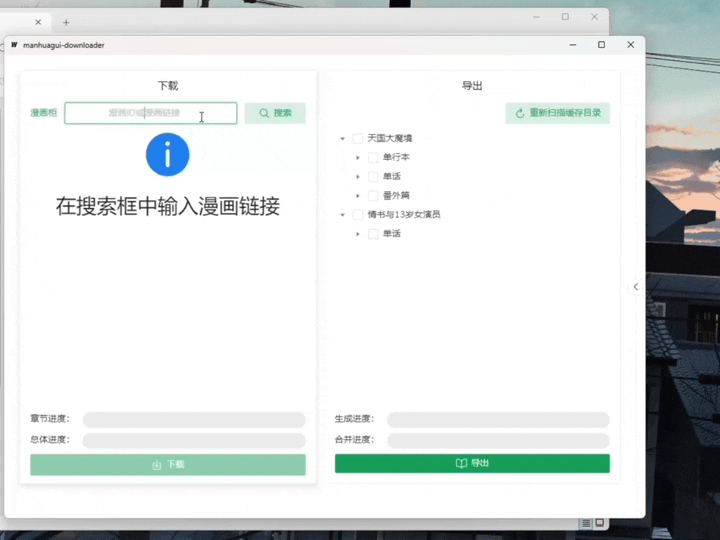 manhuagui-downloader
下载
漫画柜
漫画ID或漫画链接
搜索
在搜索框中输入漫画链接
章节进度：
总体进度：
下载
导出
重新扫描缓存目录
天国大魔境
单行本
单话
番外篇
情书与13岁女演员
单话
生成进度：
合并进度：
导出